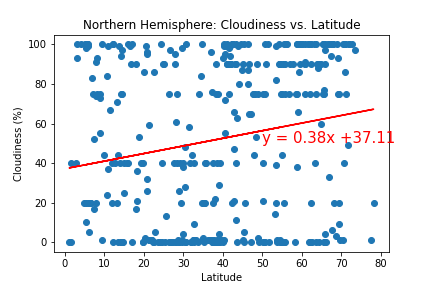 Northern Hemisphere: Cloudiness vs. Latitude
100
80
60
40
20
0
Cloudiness (%)
y = 0.38x +37.11
0 10 20 30 40 50 60 70 80
Latitude